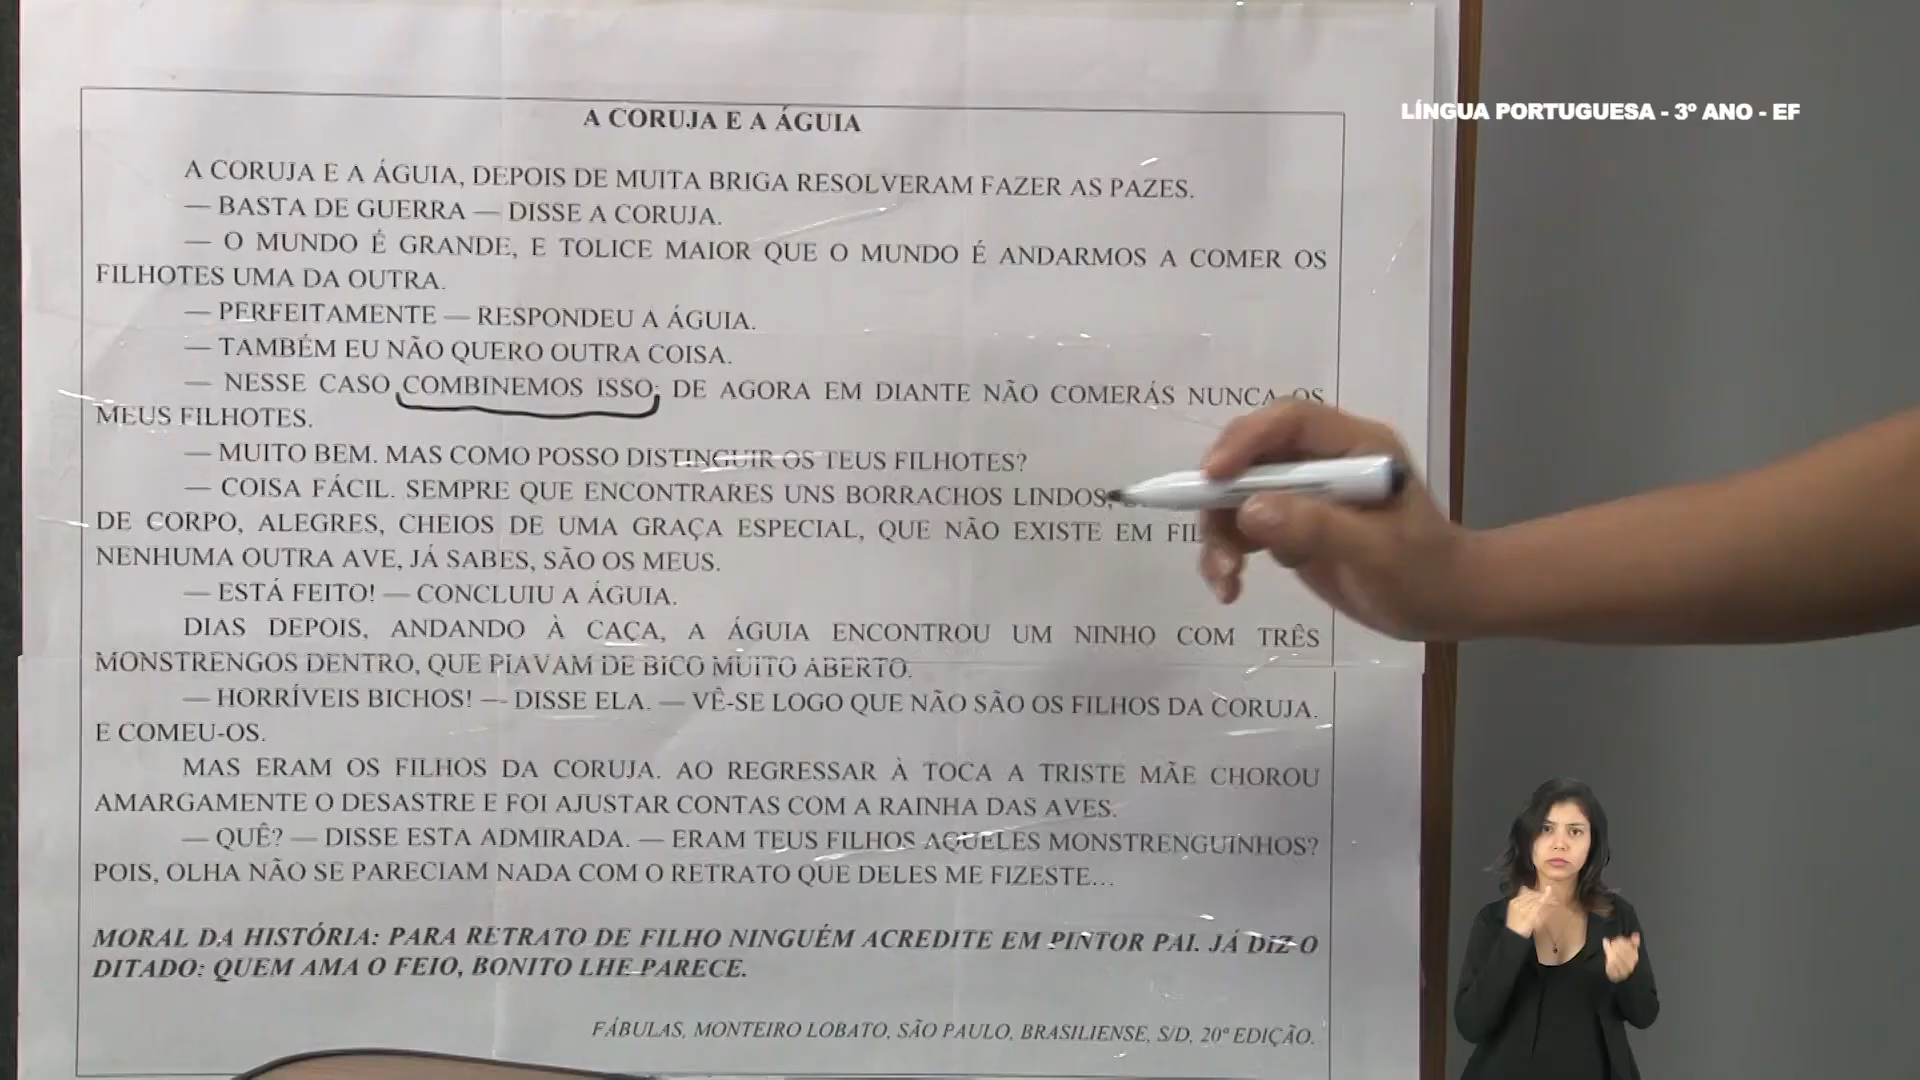 A CORUJA E A ÁGUIA
LÍNGUA PORTUGUESA - 3º ANO - EF
A CORUJA E A ÁGUIA, DEPOIS DE MUITA BRIGA RESOLVERAM FAZER AS PAZES.
— BASTA DE GUERRA — DISSE A CORUJA.
— O MUNDO É GRANDE, E TOLICE MAIOR QUE O MUNDO É ANDARMOS A COMER OS
FILHOTES UMA DA OUTRA.
— PERFEITAMENTE — RESPONDEU A ÁGUIA.
— TAMBÉM EU NÃO QUERO OUTRA COISA.
— NESSE CASO COMBINEMOS ISSO: DE AGORA EM DIANTE NÃO COMERÁS NUNCA OS
MEUS FILHOTES.
— MUITO BEM. MAS COMO POSSO DISTINGUIR OS TEUS FILHOTES?
— COISA FÁCIL. SEMPRE QUE ENCONTRARES UNS BORRACHOS LINDOS,
DE CORPO, ALEGRES, CHEIOS DE UMA GRAÇA ESPECIAL, QUE NÃO EXISTE EM
NENHUMA OUTRA AVE, JÁ SABES, SÃO OS MEUS.
— ESTÁ FEITO! — CONCLUIU A ÁGUIA.
DIAS DEPOIS, ANDANDO À CAÇA, A ÁGUIA ENCONTROU UM NINHO COM TRÊS
MONSTRENGOS DENTRO, QUE PIAVAM DE BICO MUITO ABERTO.
— HORRÍVEIS BICHOS! — DISSE ELA. — VÊ-SE LOGO QUE NÃO SÃO OS FILHOS DA CORUJA.
E COMEU-OS.
MAS ERAM OS FILHOS DA CORUJA. AO REGRESSAR À TOCA A TRISTE MÃE CHOROU
AMARGAMENTE O DESASTRE E FOI AJUSTAR CONTAS COM A RAINHA DAS AVES.
— QUÊ? — DISSE ESTA ADMIRADA. — ERAM TEUS FILHOS AQUELES MONSTRENGUINHOS?
POIS, OLHA NÃO SE PARECIAM NADA COM O RETRATO QUE DELES ME FIZESTE...
MORAL DA HISTÓRIA: PARA RETRATO DE FILHO NINGUÉM ACREDITE EM PINTOR PAI. JÁ DIZ O
DITADO: QUEM AMA O FEIO, BONITO LHE PARECE.
FÁBULAS, MONTEIRO LOBATO, SÃO PAULO, BRASILIENSE, S/D, 20ª EDIÇÃO.